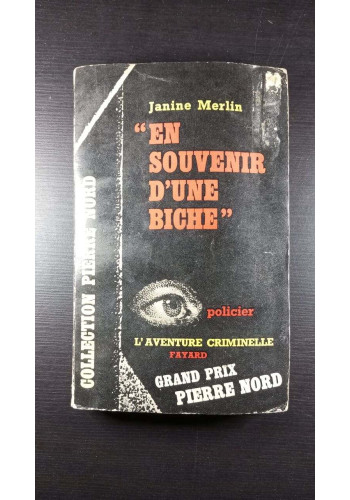 Janine Merlin
"EN
SOUVENIR
D'UNE
BICHE"
policier
L'AVENTURE CRIMINELLE
FAYARD
GRAND PRIX
PIERRE NORD
COLLECTION PIERRE NORD